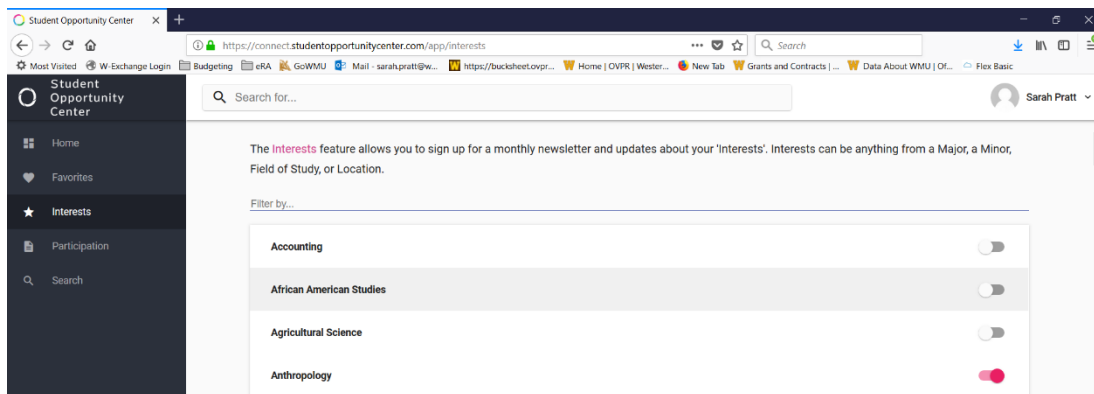 Student Opportunity Center
https://connect.studentopportunitycenter.com/app/interests
Search
Most Visited W-Exchange Login Budgeting eRA GoWMU Mail - sarah.pratt@w... https://bucksheet.ovpr... Home | OVPR | Wester... New Tab Grants and Contracts | ... Data About WMU | Of... Flex Basic
Student
Opportunity
Center
Search for...
Sarah Pratt
Home
Favorites
Interests
Participation
Search
The Interests feature allows you to sign up for a monthly newsletter and updates about your 'Interests'. Interests can be anything from a Major, a Minor,
Field of Study, or Location.
Filter by...
Accounting
African American Studies
Agricultural Science
Anthropology